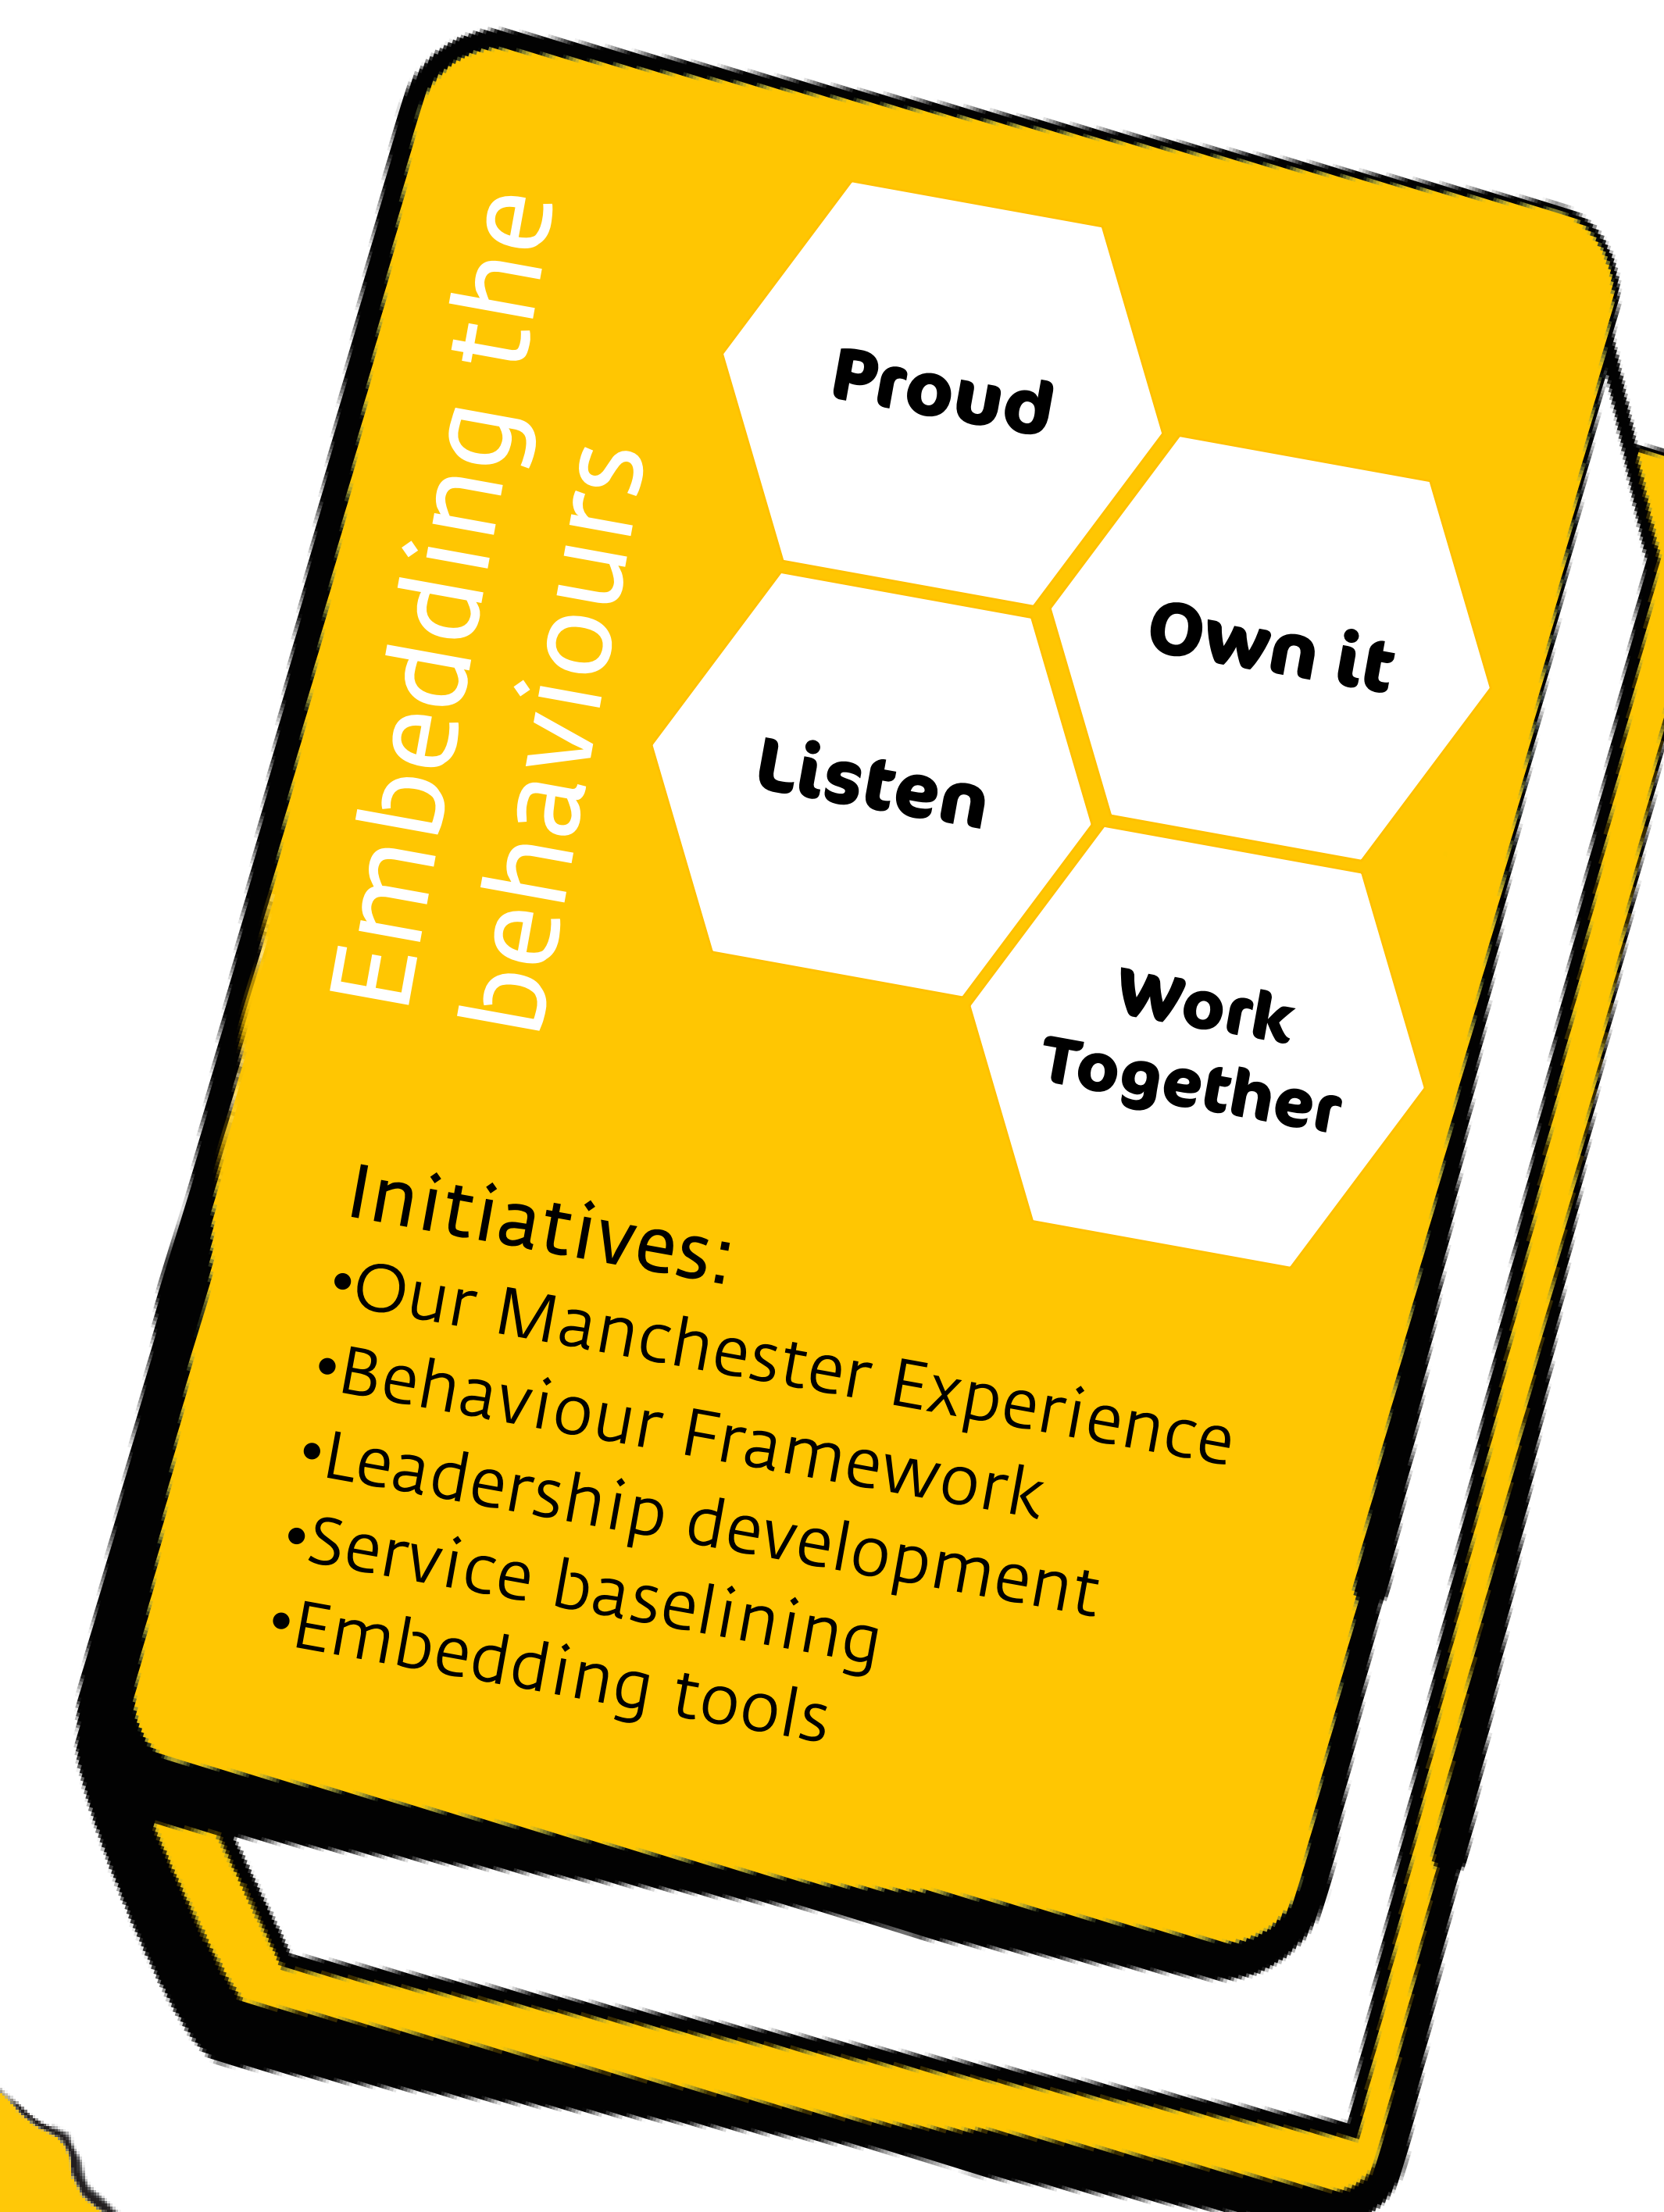 Embedding the
behaviours
Proud
Own it
Listen
Work
Together
Initiatives:
•Our Manchester Experience
•Behaviour Framework
•Leadership development
•Service baselining
•Embedding tools